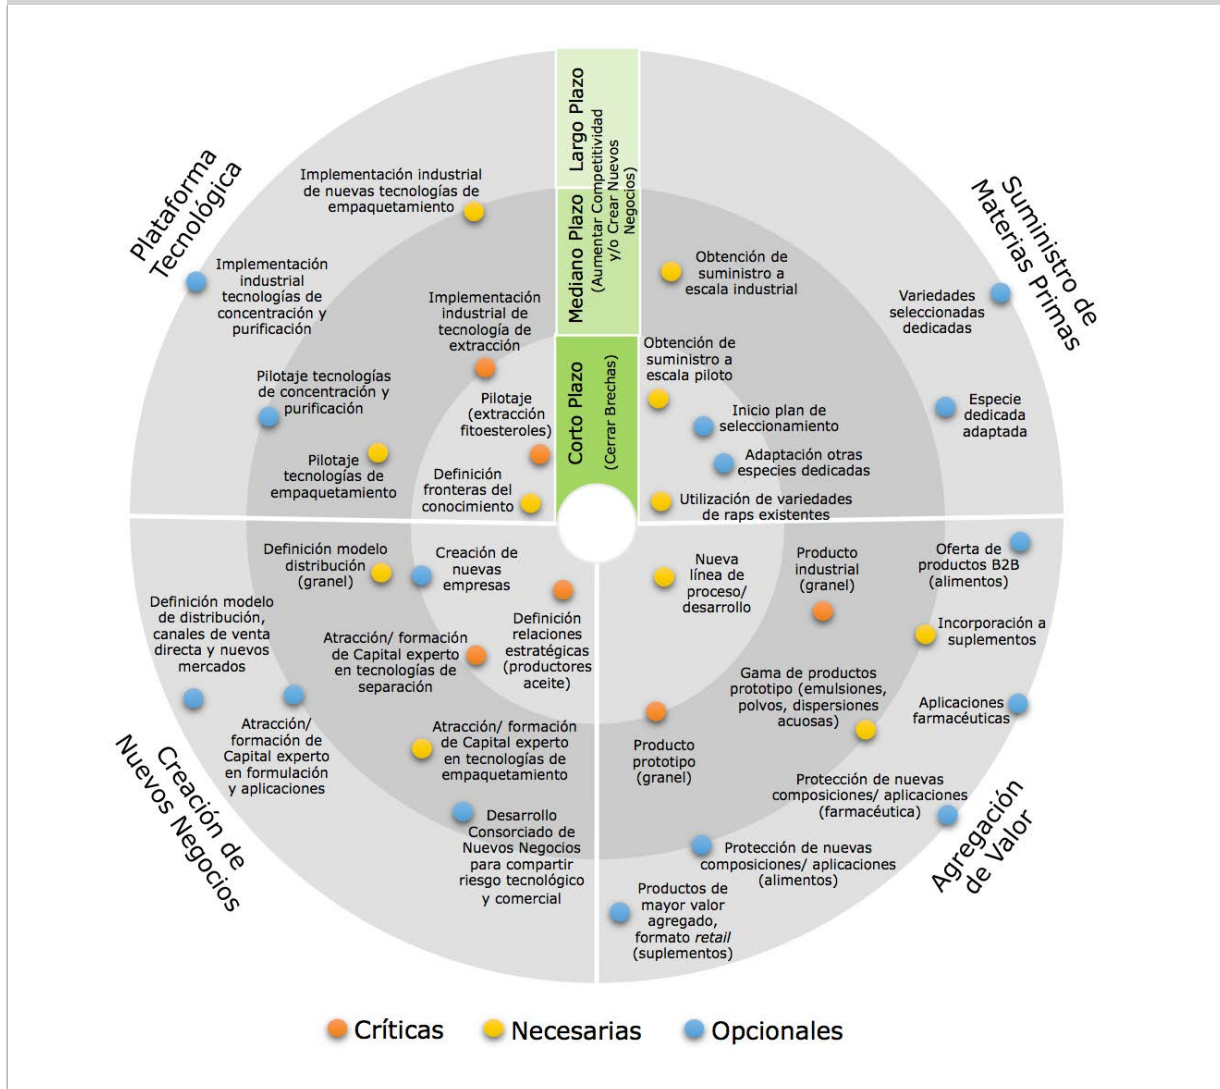 Largo Plazo
Mediano Plazo
(Aumentar Competitividad
y/o Crear Nuevos
Negocios)
Corto Plazo
(Cerrar Brechas)
Plataforma
Tecnológica
Implementación industrial
de nuevas tecnologías de
empaquetamiento
Implementación
industrial
tecnologías de
concentración y
purificación
Implementación
industrial de
tecnología de
extracción
Pilotaje tecnologías
de concentración y
purificación
Pilotaje
(extracción
fitoesteroles)
Pilotaje
tecnologías de
empaquetamiento
Definición
fronteras del
conocimiento
Suministro de
Materias Primas
Obtención de
suministro a
escala industrial
Variedades
seleccionadas
dedicadas
Obtención de
suministro a
escala piloto
Inicio plan de
seleccionamiento
Especie
dedicada
adaptada
Adaptación otras
especies dedicadas
Utilización de variedades
de raps existentes
Creación de
Nuevos Negocios
Definición modelo
distribución
(granel)
Creación de
nuevas
empresas
Definición modelo
de distribución,
canales de venta
directa y nuevos
mercados
Definición
relaciones
estratégicas
(productores
aceite)
Atracción/ formación
de Capital experto
en tecnologías de
separación
Atracción/
formación de
Capital experto
en formulación
y aplicaciones
Atracción/ formación
de Capital experto
en tecnologías de
empaquetamiento
Desarrollo
Consorciado de
Nuevos Negocios
para compartir
riesgo tecnológico
y comercial
Agregación
de Valor
Nueva
línea de
proceso/
desarrollo
Producto
industrial
(granel)
Oferta de
productos B2B
(alimentos)
Incorporación a
suplementos
Gama de productos
prototipo (emulsiones,
polvos, dispersiones
acuosas)
Aplicaciones
farmacéuticas
Producto
prototipo
(granel)
Protección de nuevas
composiciones/ aplicaciones
(farmacéutica)
Protección de nuevas
composiciones/ aplicaciones
(alimentos)
Productos de
mayor valor
agregado,
formato retail
(suplementos)
Críticas
Necesarias
Opcionales